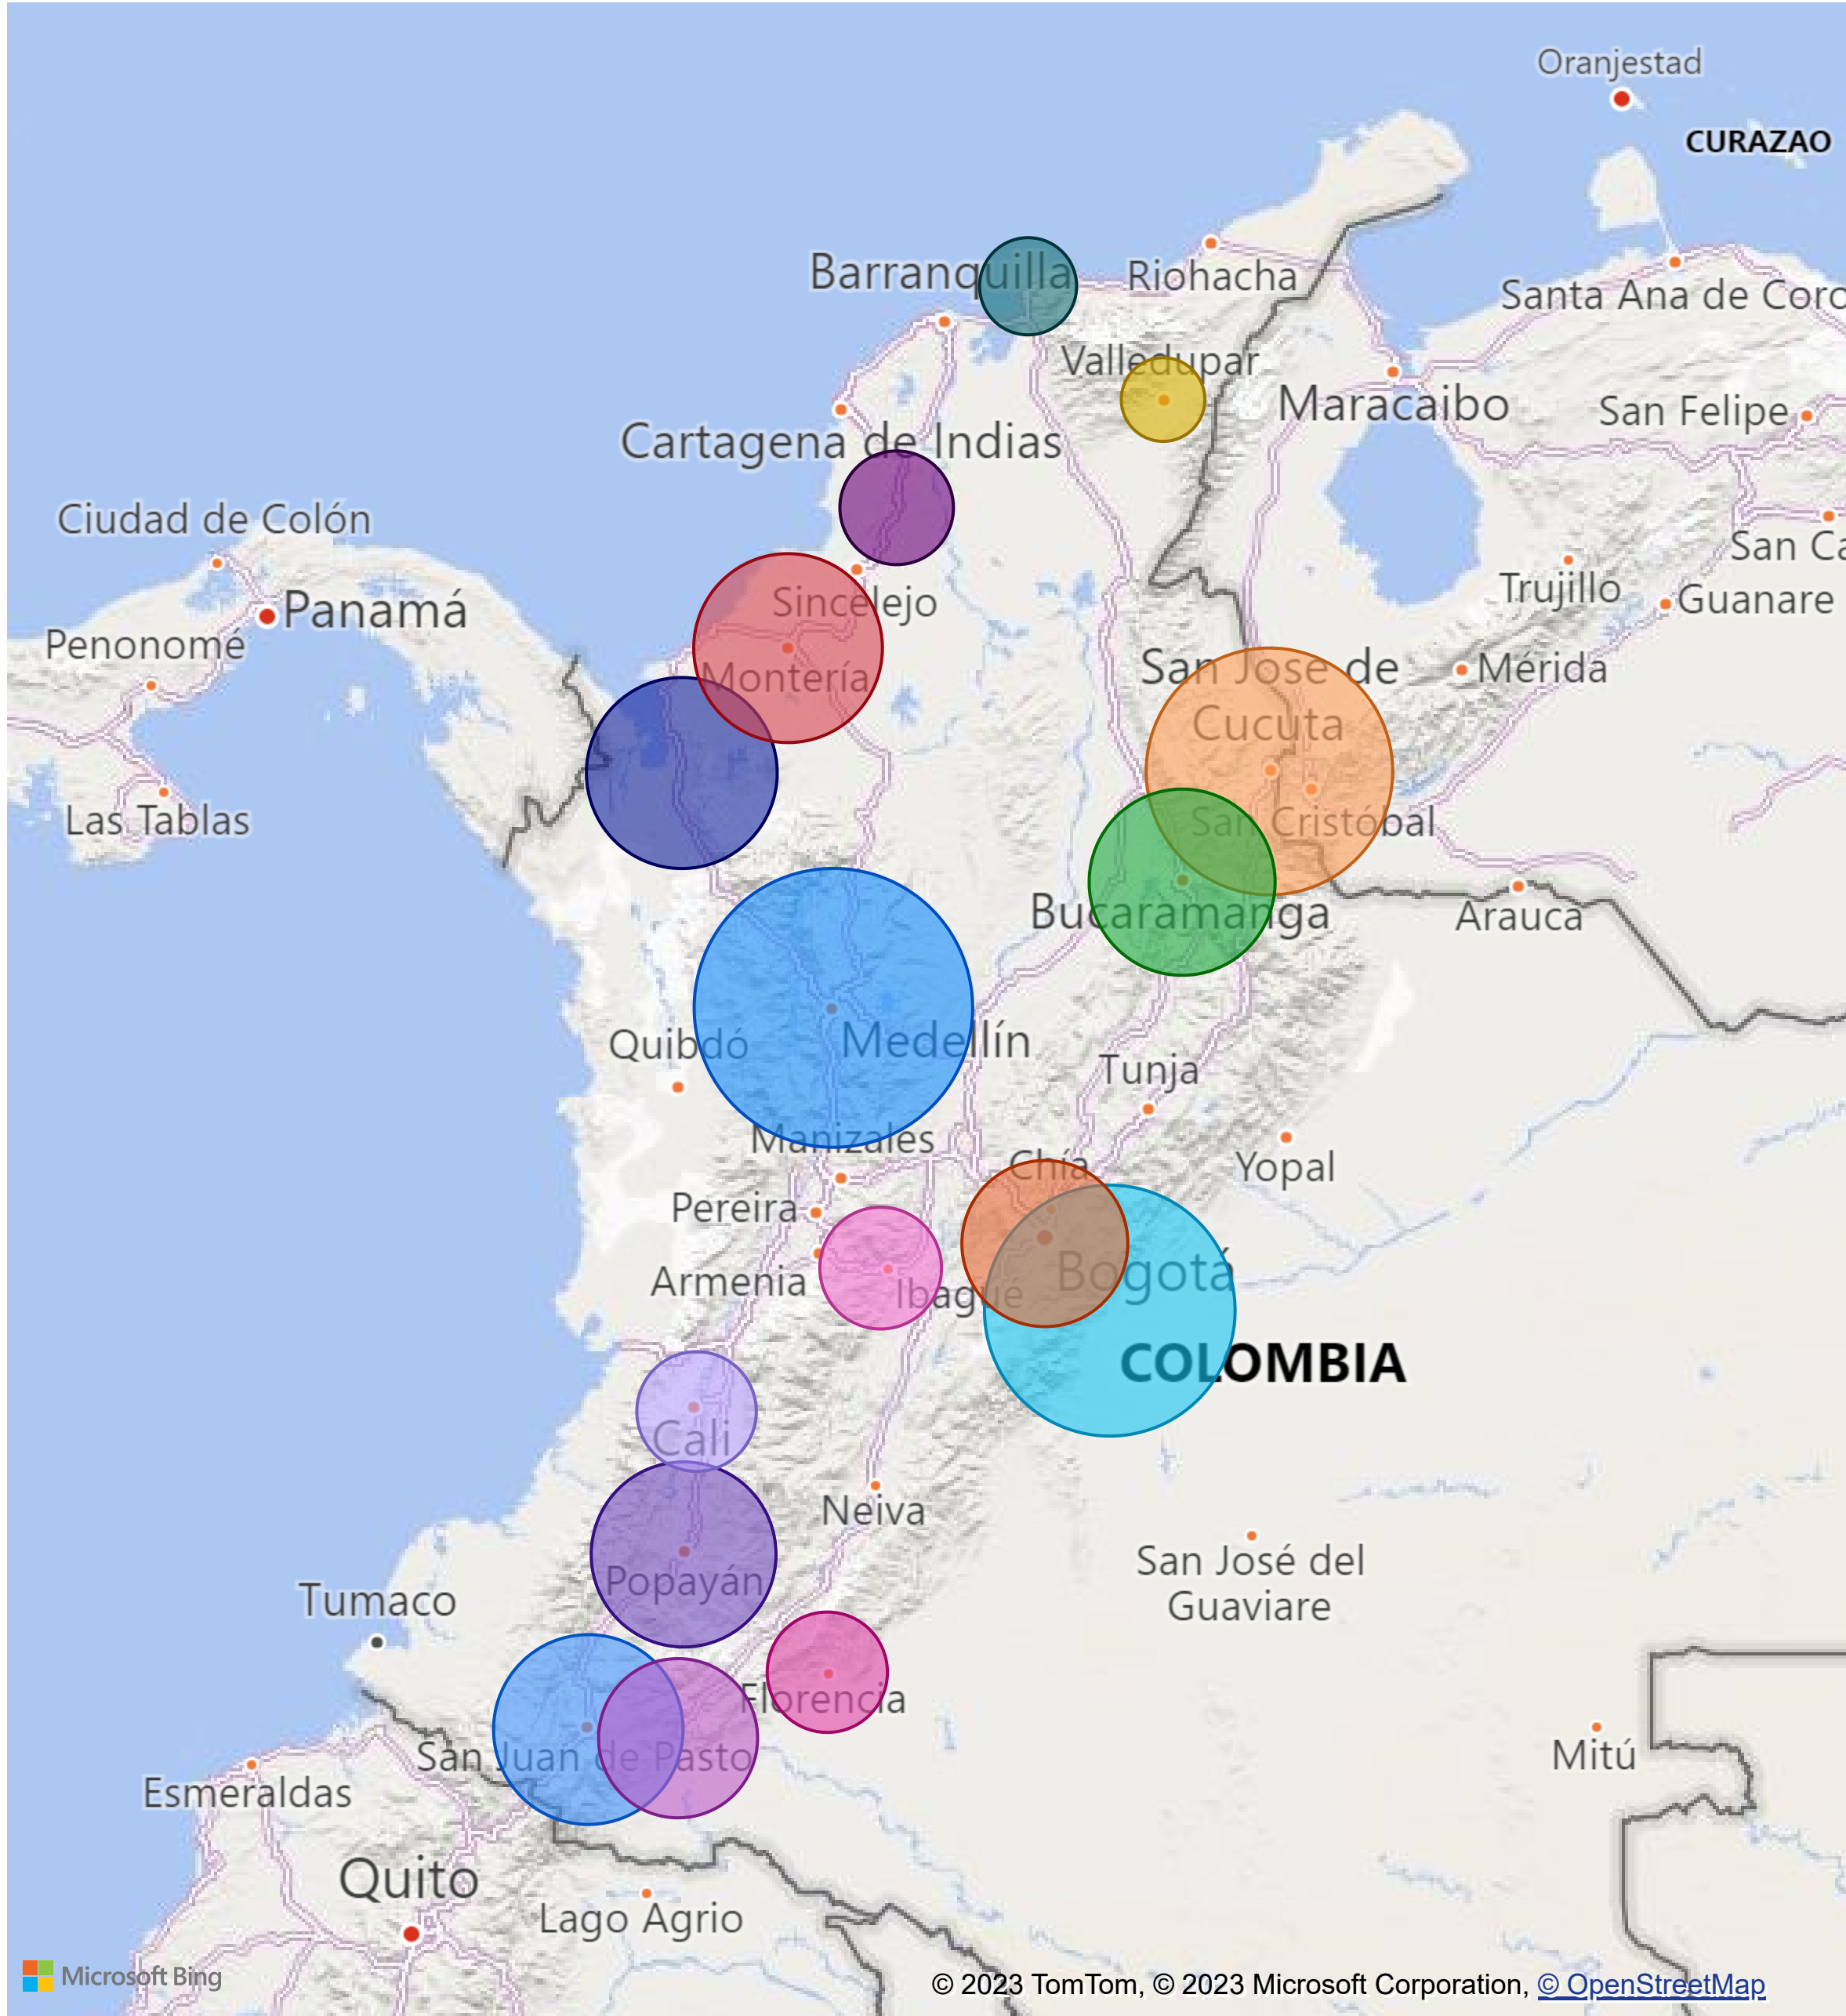 Oranjestad
CURAZAO
Barranquilla
Riohacha
Santa Ana de Coro
Valledupar
Maracaibo
San Felipe
Cartagena de Indias
Ciudad de Colón
San Ca
Trujillo
Guanare
Panamá
Sincelejo
Penonomé
Montería
San Jose de
Cucuta
Mérida
Las Tablas
San Cristóbal
Bucaramanga
Arauca
Quibdó
Medellín
Tunja
Manizales
Chía
Yopal
Pereira
Armenia
Ibagué
Bogotá
COLOMBIA
Cali
Neiva
Popayán
San José del
Guaviare
Tumaco
Florencia
San Juan de Pasto
Mitú
Esmeraldas
Quito
Lago Agrio
Microsoft Bing
© 2023 TomTom, © 2023 Microsoft Corporation, © OpenStreetMap